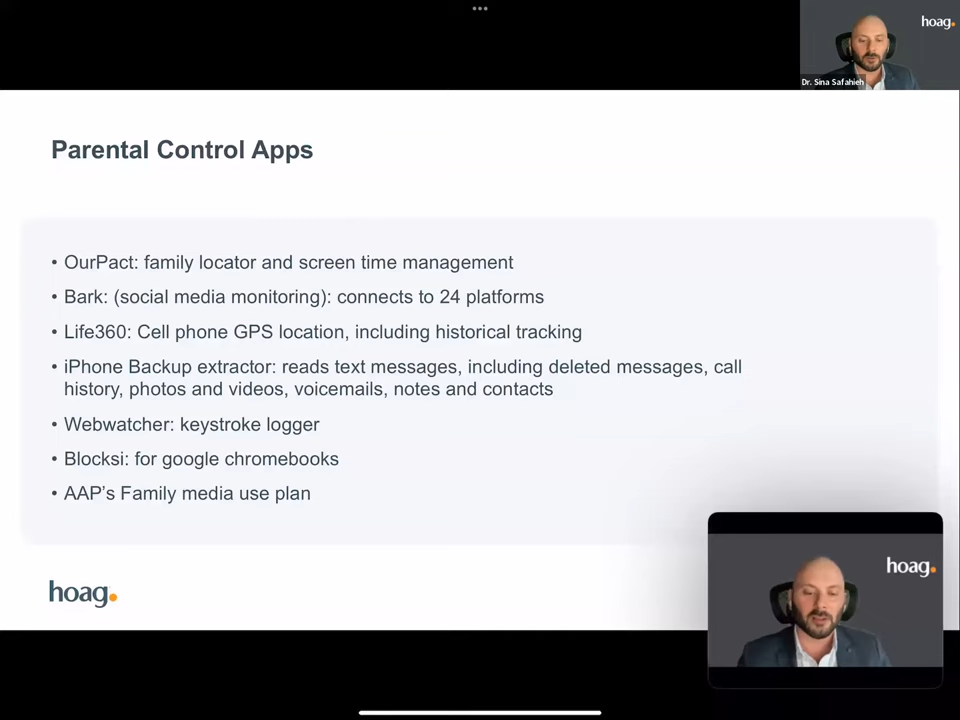 hoag.
Dr. Sina Safahieh
Parental Control Apps
• OurPact: family locator and screen time management
• Bark: (social media monitoring): connects to 24 platforms
• Life360: Cell phone GPS location, including historical tracking
• iPhone Backup extractor: reads text messages, including deleted messages, call
history, photos and videos, voicemails, notes and contacts
• Webwatcher: keystroke logger
• Blocksi: for google chromebooks
• AAP’s Family media use plan
hoag.
hoag.